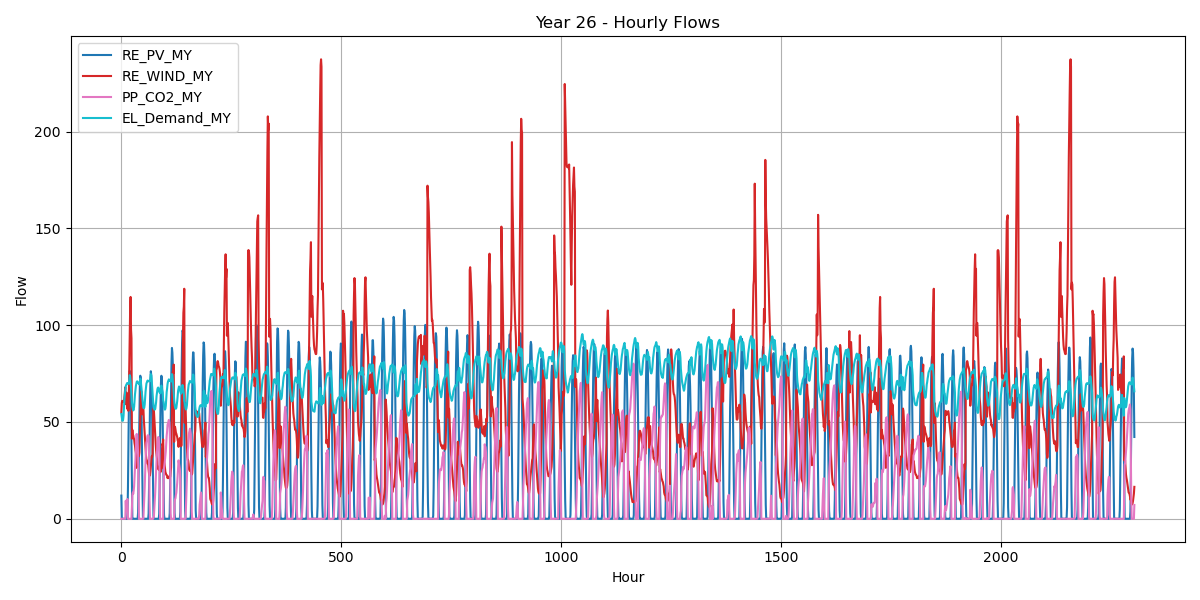 Year 26 - Hourly Flows
RE_PV_MY
RE_WIND_MY
PP_CO2_MY
EL_Demand_MY
200
150
100
50
0
Flow
0 500 1000 1500 2000
Hour